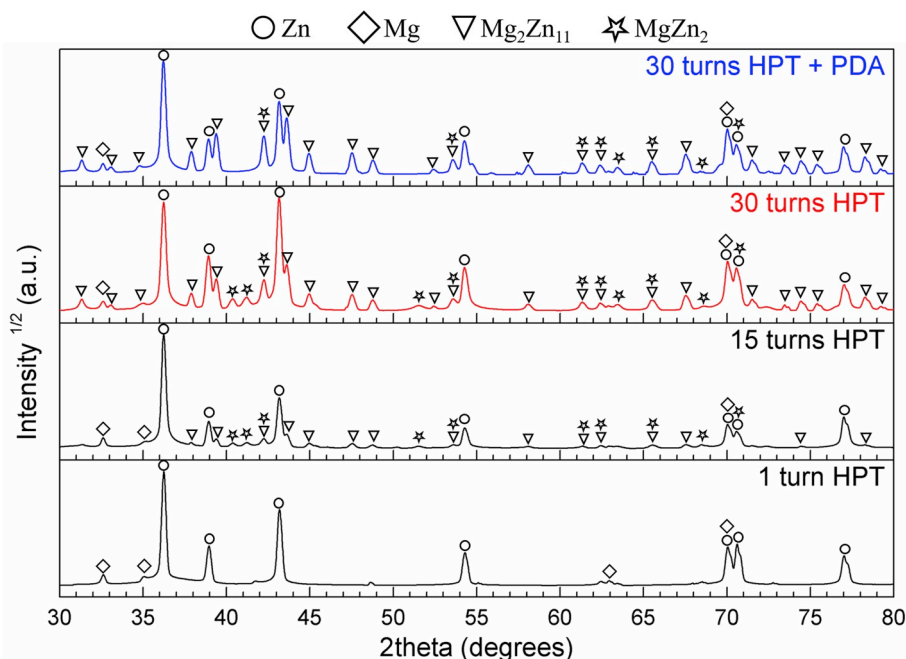 Zn Mg Mg₂Zn₁₁ MgZn₂
30 turns HPT + PDA
30 turns HPT
15 turns HPT
1 turn HPT
Intensity ^1/2 (a.u.)
30 35 40 45 50 55 60 65 70 75 80
2theta (degrees)